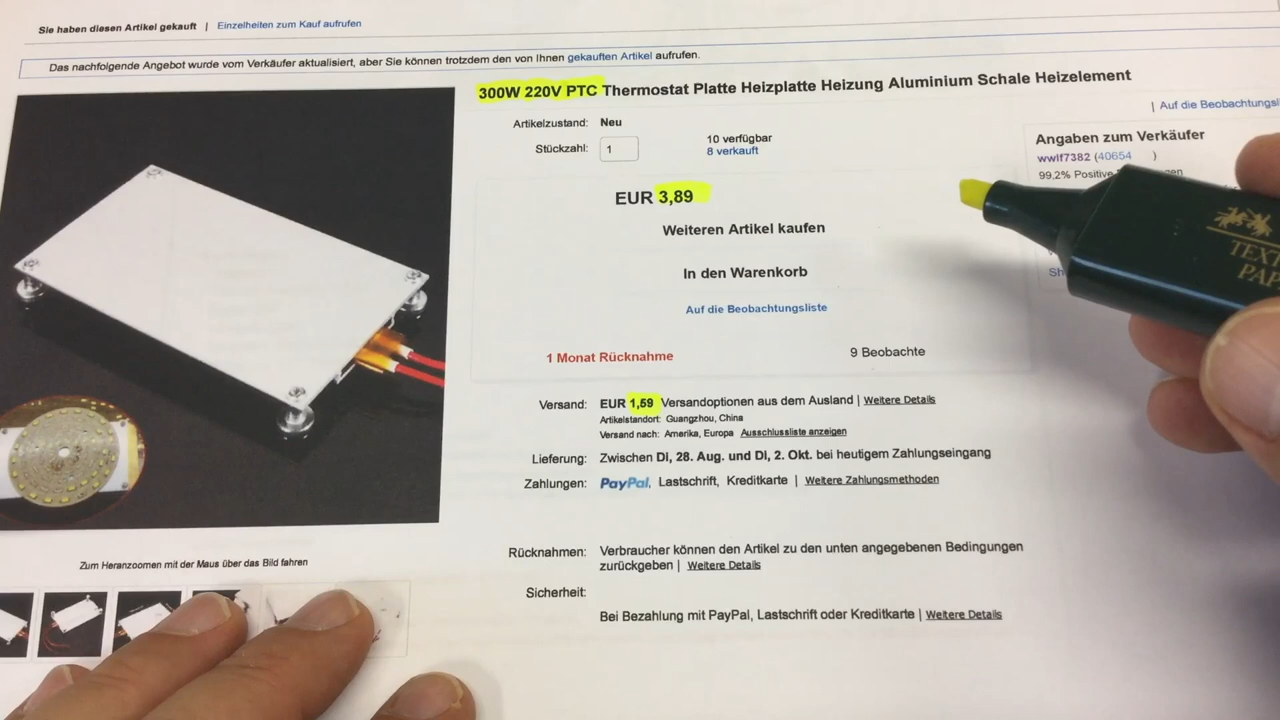 Sie haben diesen Artikel gekauft | Einzelheiten zum Kauf aufrufen
Das nachfolgende Angebot wurde vom Verkäufer aktualisiert, aber Sie können trotzdem den von Ihnen gekauften Artikel aufrufen.
300W 220V PTC Thermostat Platte Heizplatte Heizung Aluminium Schale Heizelement
| Auf die Beobachtungsl
Artikelzustand: Neu
Stückzahl: 1
10 verfügbar
8 verkauft
Angaben zum Verkäufer
wwlf7382 (40654 )
99.2% Positive
EUR 3,89
Weiteren Artikel kaufen
In den Warenkorb
Auf die Beobachtungsliste
1 Monat Rücknahme
9 Beobachte
Versand: EUR 1,59 Versandoptionen aus dem Ausland | Weitere Details
Artikelstandort: Guangzhou, China
Versand nach: Amerika, Europa Ausschlussliste anzeigen
Lieferung: Zwischen Di, 28. Aug. und Di, 2. Okt. bei heutigem Zahlungseingang
Zahlungen: PayPal, Lastschrift, Kreditkarte | Weitere Zahlungsmethoden
Rücknahmen: Verbraucher können den Artikel zu den unten angegebenen Bedingungen
zurückgeben | Weitere Details
Sicherheit:
Bei Bezahlung mit PayPal, Lastschrift oder Kreditkarte | Weitere Details
Zum Heranzoomen mit der Maus über das Bild fahren
TEXT
PAP